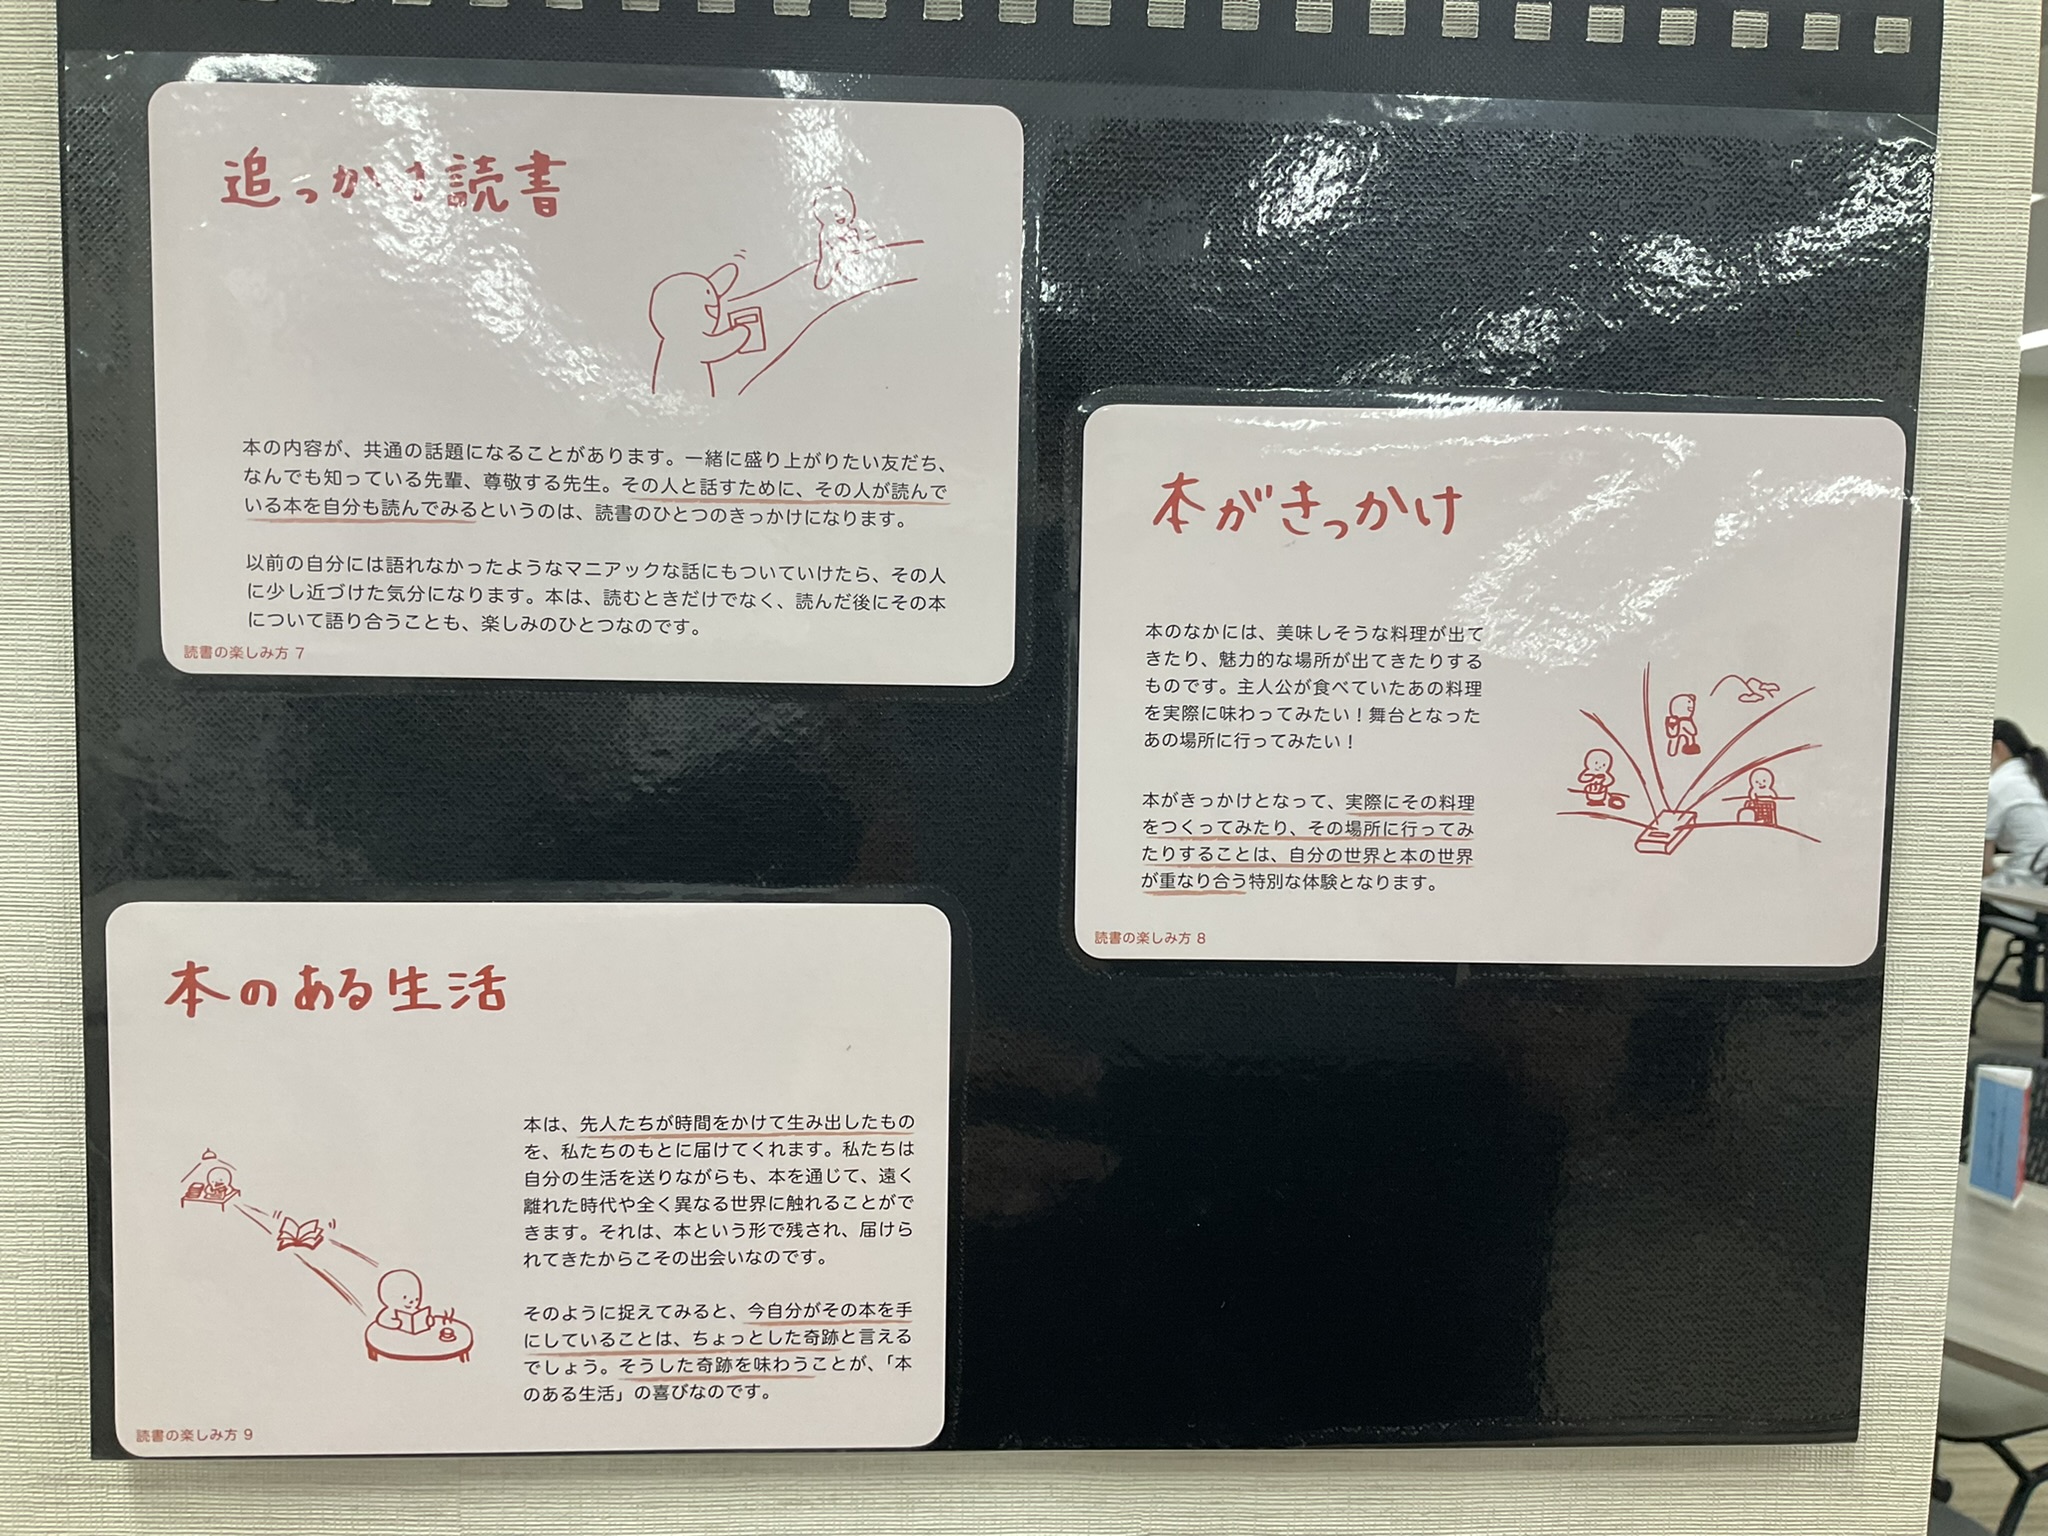 追っかけ読書
本の内容が、共通の話題になることがあります。一緒に盛り上がりたい友だち、
なんでも知っている先輩、尊敬する先生。その人と話すために、その人が読んで
いる本を自分も読んでみるというのは、読書のひとつのきっかけになります。
以前の自分には語れなかったようなマニアックな話にもついていけたら、その人
に少し近づけた気分になります。本は、読むときだけでなく、読んだ後にその本
について語り合うことも、楽しみのひとつなのです。
読書の楽しみ方 7
本がきっかけ
本のなかには、美味しそうな料理が出て
きたり、魅力的な場所が出てきたりする
ものです。主人公が食べていたあの料理
を実際に味わってみたい！舞台となった
あの場所に行ってみたい！
本がきっかけとなって、実際にその料理
をつくってみたり、その場所に行ってみ
たりすることは、自分の世界と本の世界
が重なり合う特別な体験となります。
読書の楽しみ方 8
本のある生活
本は、先人たちが時間をかけて生み出したもの
を、私たちのもとに届けてくれます。私たちは
自分の生活を送りながらも、本を通じて、遠く
離れた時代や全く異なる世界に触れることがで
きます。それは、本という形で残され、届けら
れてきたからこその出会いなのです。
そのように捉えてみると、今自分がその本を手
にしていることは、ちょっとした奇跡と言える
でしょう。そうした奇跡を味わうことが、「本
のある生活」の喜びなのです。
読書の楽しみ方 9